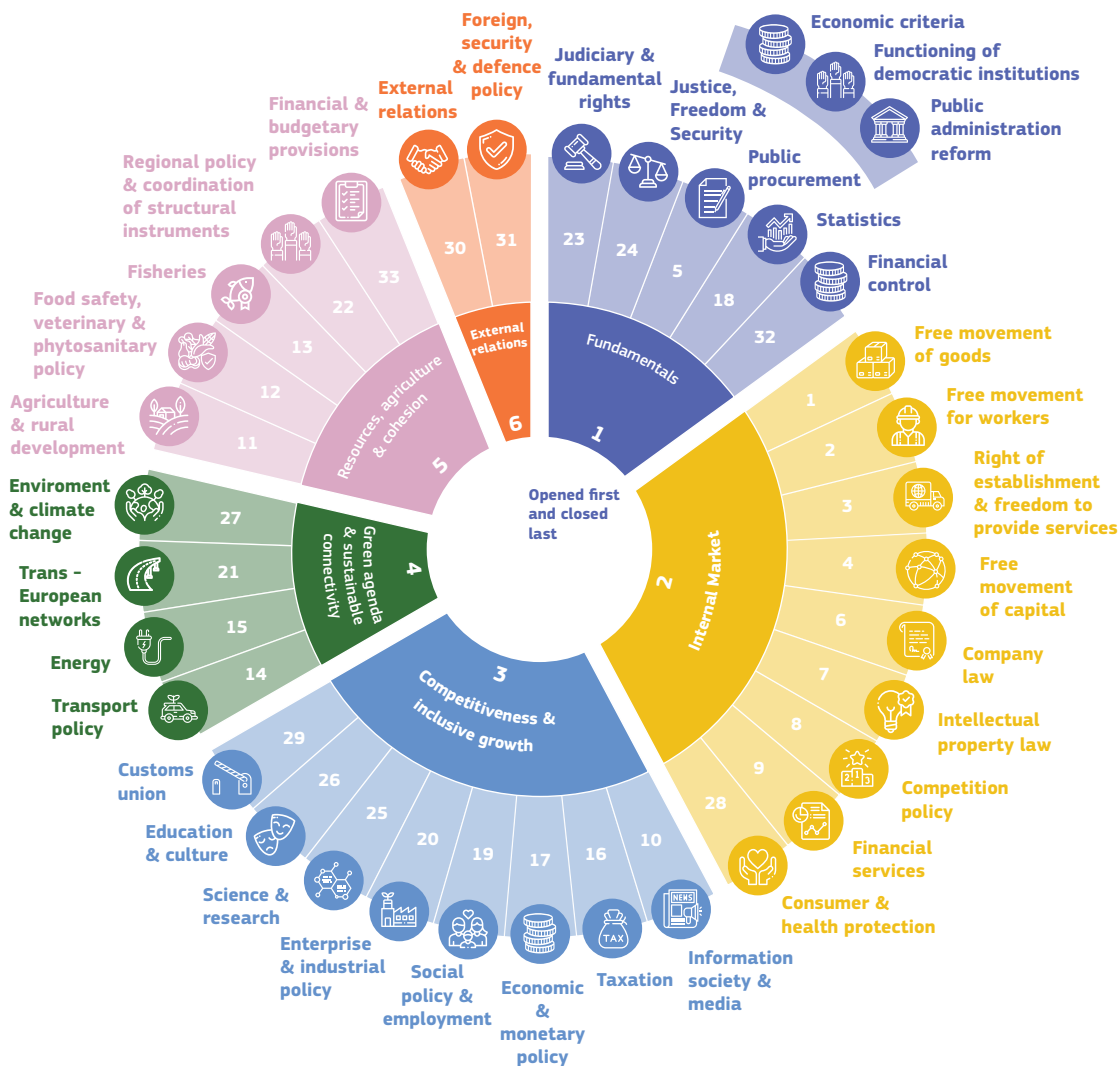 Economic criteria
Functioning of
democratic institutions
Public
administration
reform
Judiciary &
fundamental
rights
Justice,
Freedom &
Security
Public
procurement
Statistics
Financial
control
23
24
5
18
32
Fundamentals
1
Opened first
and closed
last
Free movement
of goods
Free movement
for workers
Right of
establishment
& freedom to
provide services
Free
movement
of capital
Company
law
Intellectual
property law
Competition
policy
Financial
services
Consumer &
health protection
1
2
3
4
6
7
8
9
28
Internal Market
2
1
2
3
Information
society &
media
Taxation
Economic
&
monetary
policy
Social
policy &
employment
Enterprise
& industrial
policy
Science &
research
Education
& culture
Customs
union
NEWS
TAX
10
16
17
19
20
25
26
29
3
Competitiveness &
inclusive growth
Transport
policy
Energy
Trans -
European
networks
Enviroment
& climate
change
14
15
21
27
Green agenda
& sustainable
connectivity
4
Agriculture
& rural
development
Food safety,
veterinary &
phytosanitary
policy
Fisheries
Regional policy
& coordination
of structural
instruments
Financial &
budgetary
provisions
11
12
13
22
33
Resources, agriculture
& cohesion
5
External
relations
Foreign,
security
& defence
policy
30
31
External
relations
6